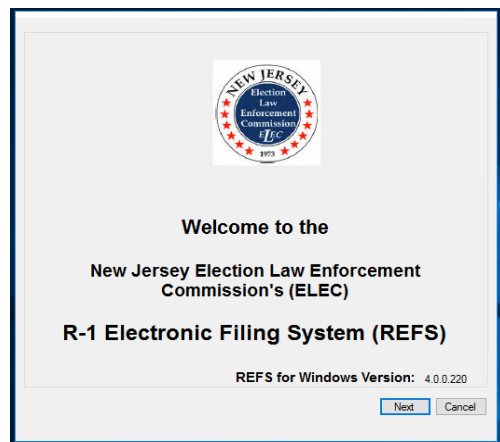 NEW JERSEY
Election
Law
Enforcement
Commission
ELEC
1973
Welcome to the
New Jersey Election Law Enforcement
Commission's (ELEC)
R-1 Electronic Filing System (REFS)
REFS for Windows Version: 4.0.0.220
Next Cancel